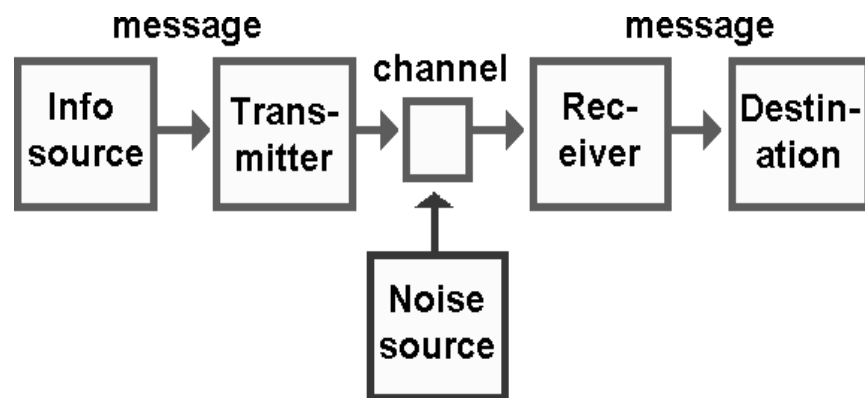 message
message
channel
Info
source
Trans-
mitter
Rec-
eiver
Destin-
ation
Noise
source